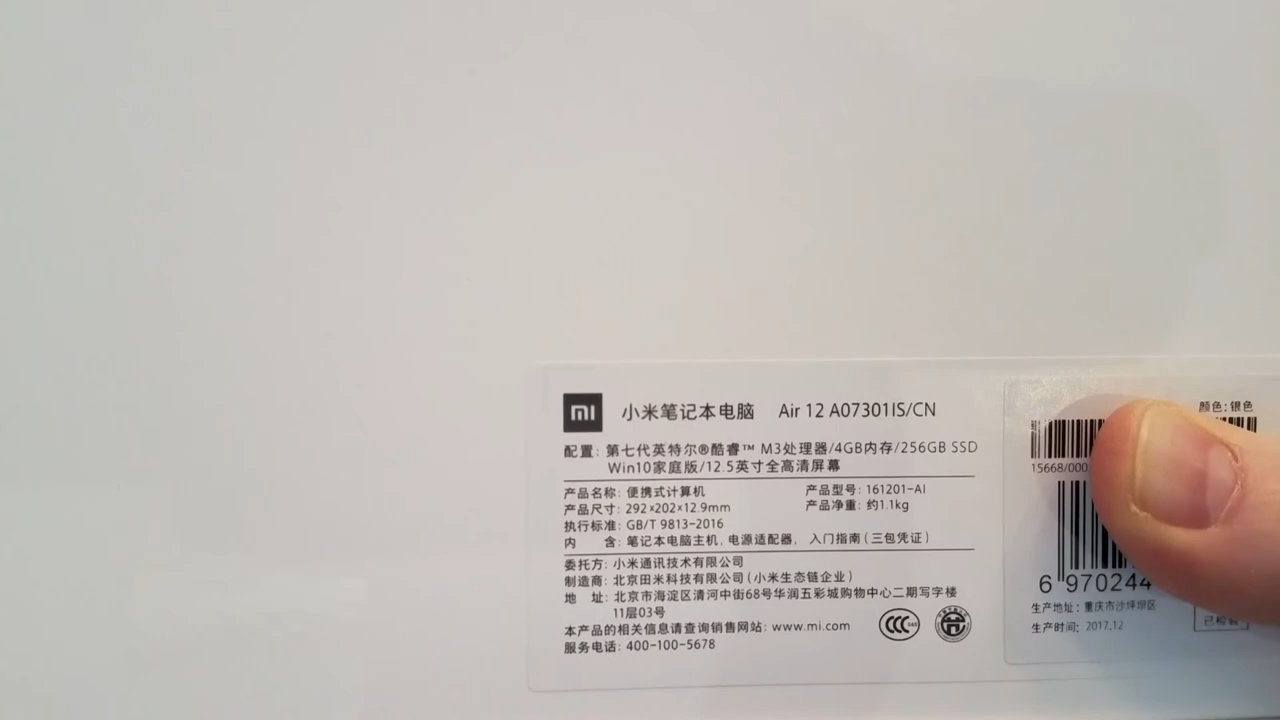 mi 小米笔记本电脑 Air 12 A07301IS/CN
配置: 第七代英特尔®酷睿™ M3处理器/4GB内存/256GB SSD
Win10家庭版/12.5英寸全高清屏幕
产品名称: 便携式计算机 产品型号: 161201-AI
产品尺寸: 292×202×12.9mm 产品净重: 约1.1kg
执行标准: GB/T 9813-2016
内 含: 笔记本电脑主机, 电源适配器, 入门指南(三包凭证)
委托方: 小米通讯技术有限公司
制造商: 北京田米科技有限公司(小米生态链企业)
地 址: 北京市海淀区清河中街68号华润五彩城购物中心二期写字楼
11层03号
本产品的相关信息请查询销售网站: www.mi.com
服务电话: 400-100-5678
CCC
颜色: 银色
15668/000
6 970244
生产地址: 重庆市沙坪坝区
生产时间: 2017.12
已检验